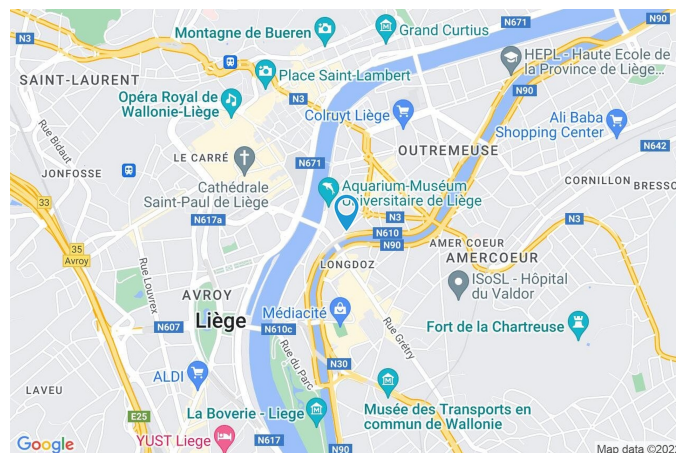 N671
N90
N3
Montagne de Bueren
Grand Curtius
HEPL - Haute Ecole de
la Province de Liège...
SAINT-LAURENT
Place Saint-Lambert
N90
Opéra Royal de
Wallonie-Liège
N3
Colruyt Liège
Ali Baba
Shopping Center
Rue Bidaut
LE CARRÉ
N671
OUTREMEUSE
N642
JONFOSSE
Cathédrale
Saint-Paul de Liège
Aquarium-Muséum
Universitaire de Liège
CORNILLON
BRESSO
33
N617a
N3
N3
N610
N90
AMER COEUR
AMERCOEUR
35
Avroy
Rue Louvrex
LONGDOZ
ISoSL - Hôpital
du Valdor
AVROY
Médiacité
Liège
N607
N610c
Rue Grétry
Fort de la Chartreuse
ALDI
Rue du Parc
N30
LAVEU
E25
La Boverie - Liege
Musée des Transports en
commun de Wallonie
YUST Liege
N617
N90
Google
Map data ©202